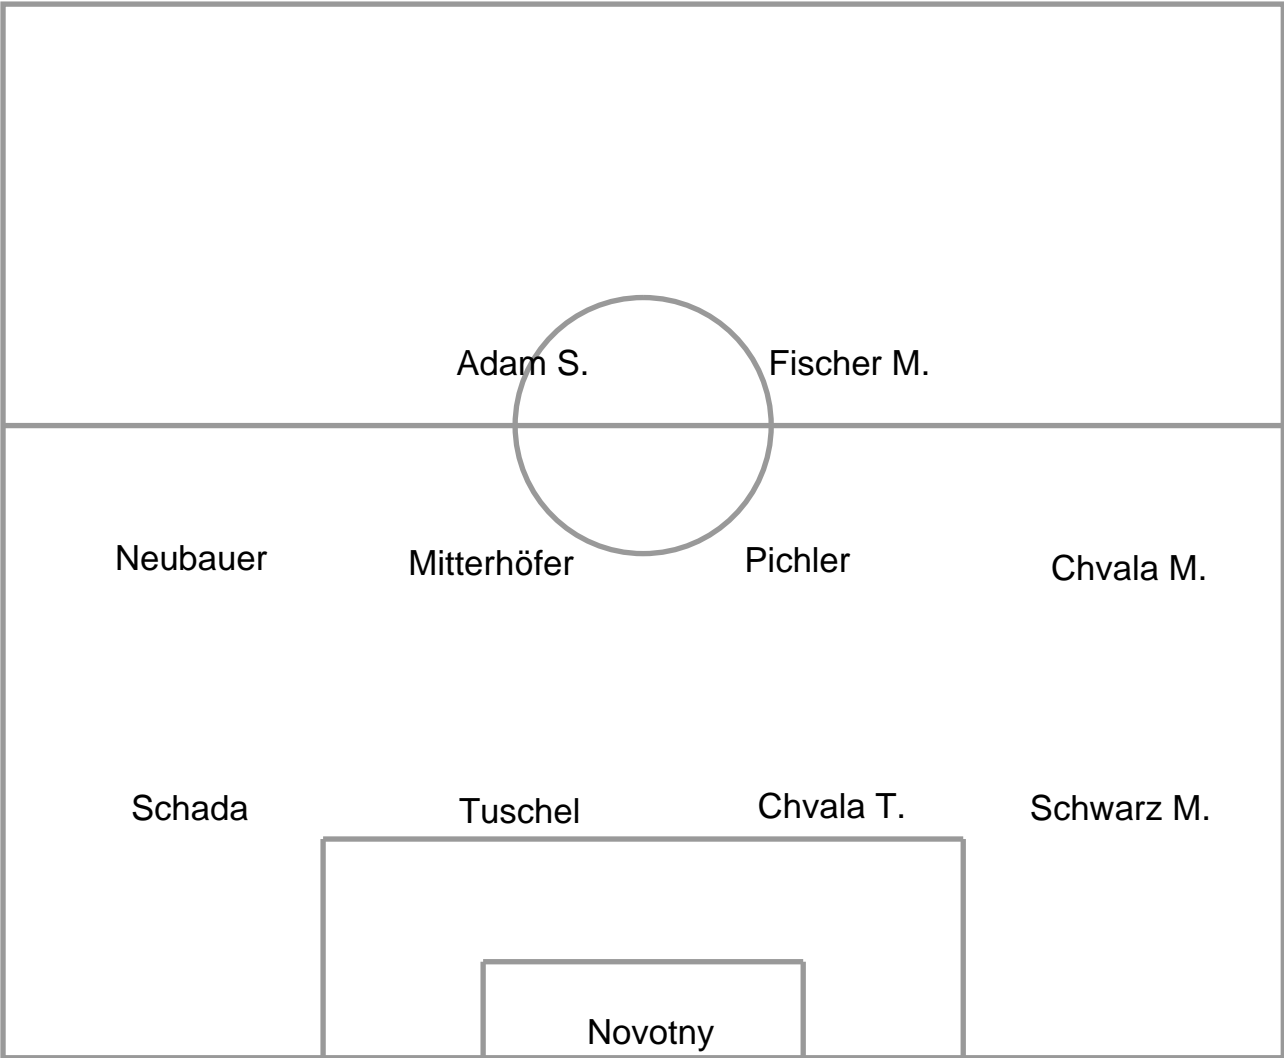 Adam S. Fischer M.
Neubauer Mitterhöfer Pichler Chvala M.
Schada Tuschel Chvala T. Schwarz M.
Novotny